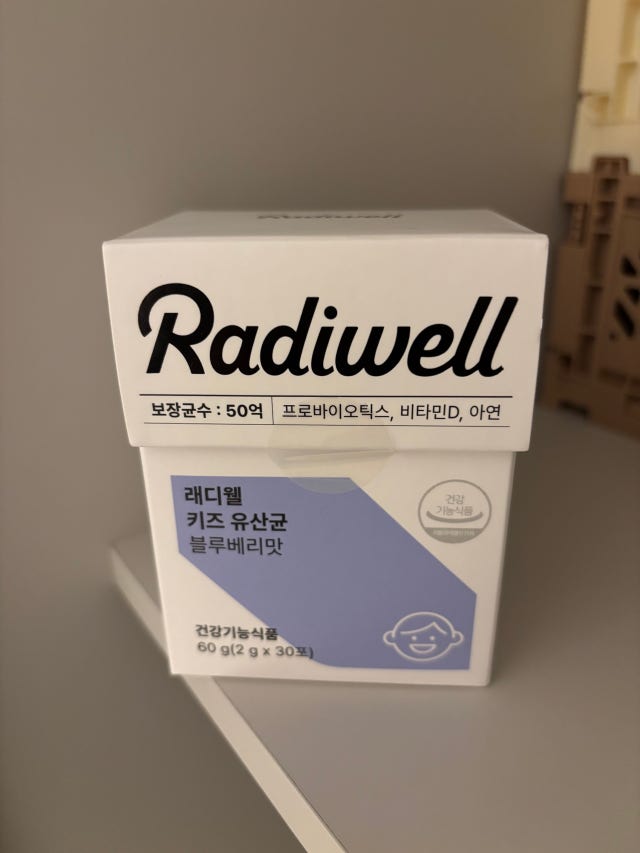 Radiwell
Radiwell
보장균수 : 50억
프로바이오틱스, 비타민D, 아연
래디웰
키즈 유산균
블루베리맛
건강
기능식품
건강기능식품
60 g(2 g x 30포)